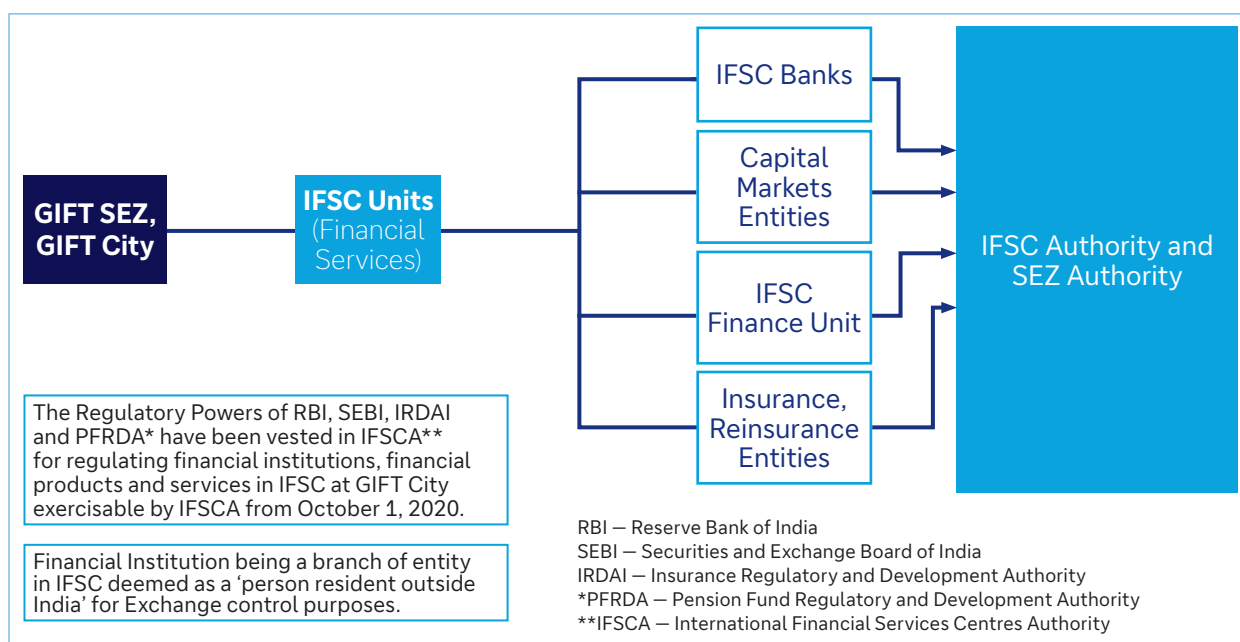 GIFT SEZ,
GIFT City
IFSC Units
(Financial
Services)
IFSC Banks
Capital
Markets
Entities
IFSC
Finance Unit
Insurance,
Reinsurance
Entities
IFSC Authority and
SEZ Authority
The Regulatory Powers of RBI, SEBI, IRDAI
and PFRDA* have been vested in IFSCA**
for regulating financial institutions, financial
products and services in IFSC at GIFT City
exercisable by IFSCA from October 1, 2020.
Financial Institution being a branch of entity
in IFSC deemed as a ‘person resident outside
India’ for Exchange control purposes.
RBI — Reserve Bank of India
SEBI — Securities and Exchange Board of India
IRDAI — Insurance Regulatory and Development Authority
*PFRDA — Pension Fund Regulatory and Development Authority
**IFSCA — International Financial Services Centres Authority